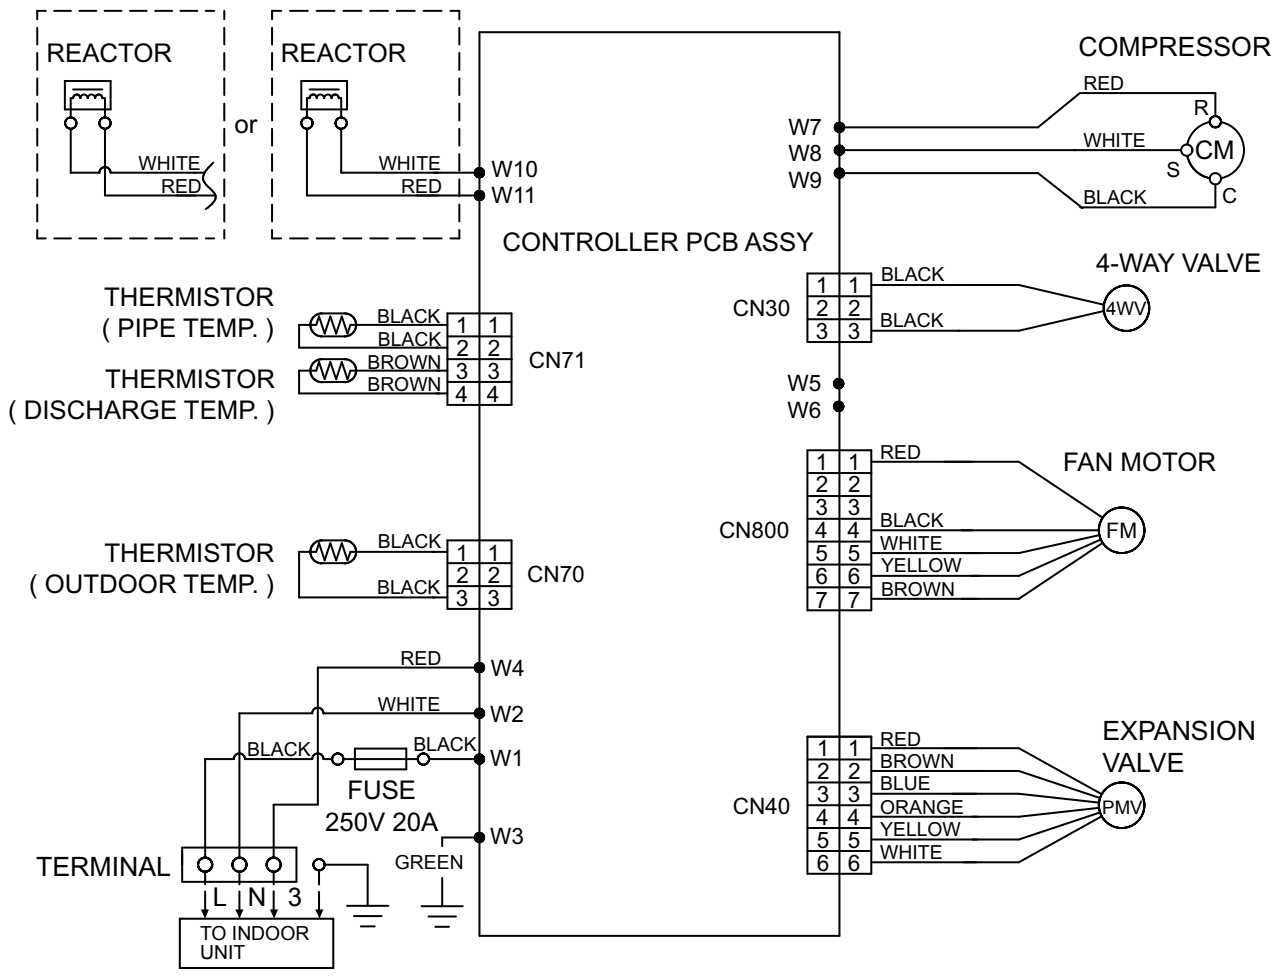 REACTOR
WHITE
RED
or
REACTOR
WHITE
RED
W10
W11
THERMISTOR
( PIPE TEMP. )
THERMISTOR
( DISCHARGE TEMP. )
BLACK
BLACK
BROWN
BROWN
1 1
2 2
3 3
4 4
CN71
THERMISTOR
( OUTDOOR TEMP. )
BLACK
BLACK
1 1
2 2
3 3
CN70
RED
W4
WHITE
W2
BLACK
BLACK
W1
FUSE
250V 20A
W3
GREEN
TERMINAL
L N 3
TO INDOOR
UNIT
CONTROLLER PCB ASSY
COMPRESSOR
W7
W8
W9
RED
WHITE
BLACK
R
S
C
CM
4-WAY VALVE
CN30
1 1
2 2
3 3
BLACK
BLACK
4WV
W5
W6
FAN MOTOR
CN800
1 1
2 2
3 3
4 4
5 5
6 6
7 7
RED
BLACK
WHITE
YELLOW
BROWN
FM
EXPANSION
VALVE
CN40
1 1
2 2
3 3
4 4
5 5
6 6
RED
BROWN
BLUE
ORANGE
YELLOW
WHITE
PMV